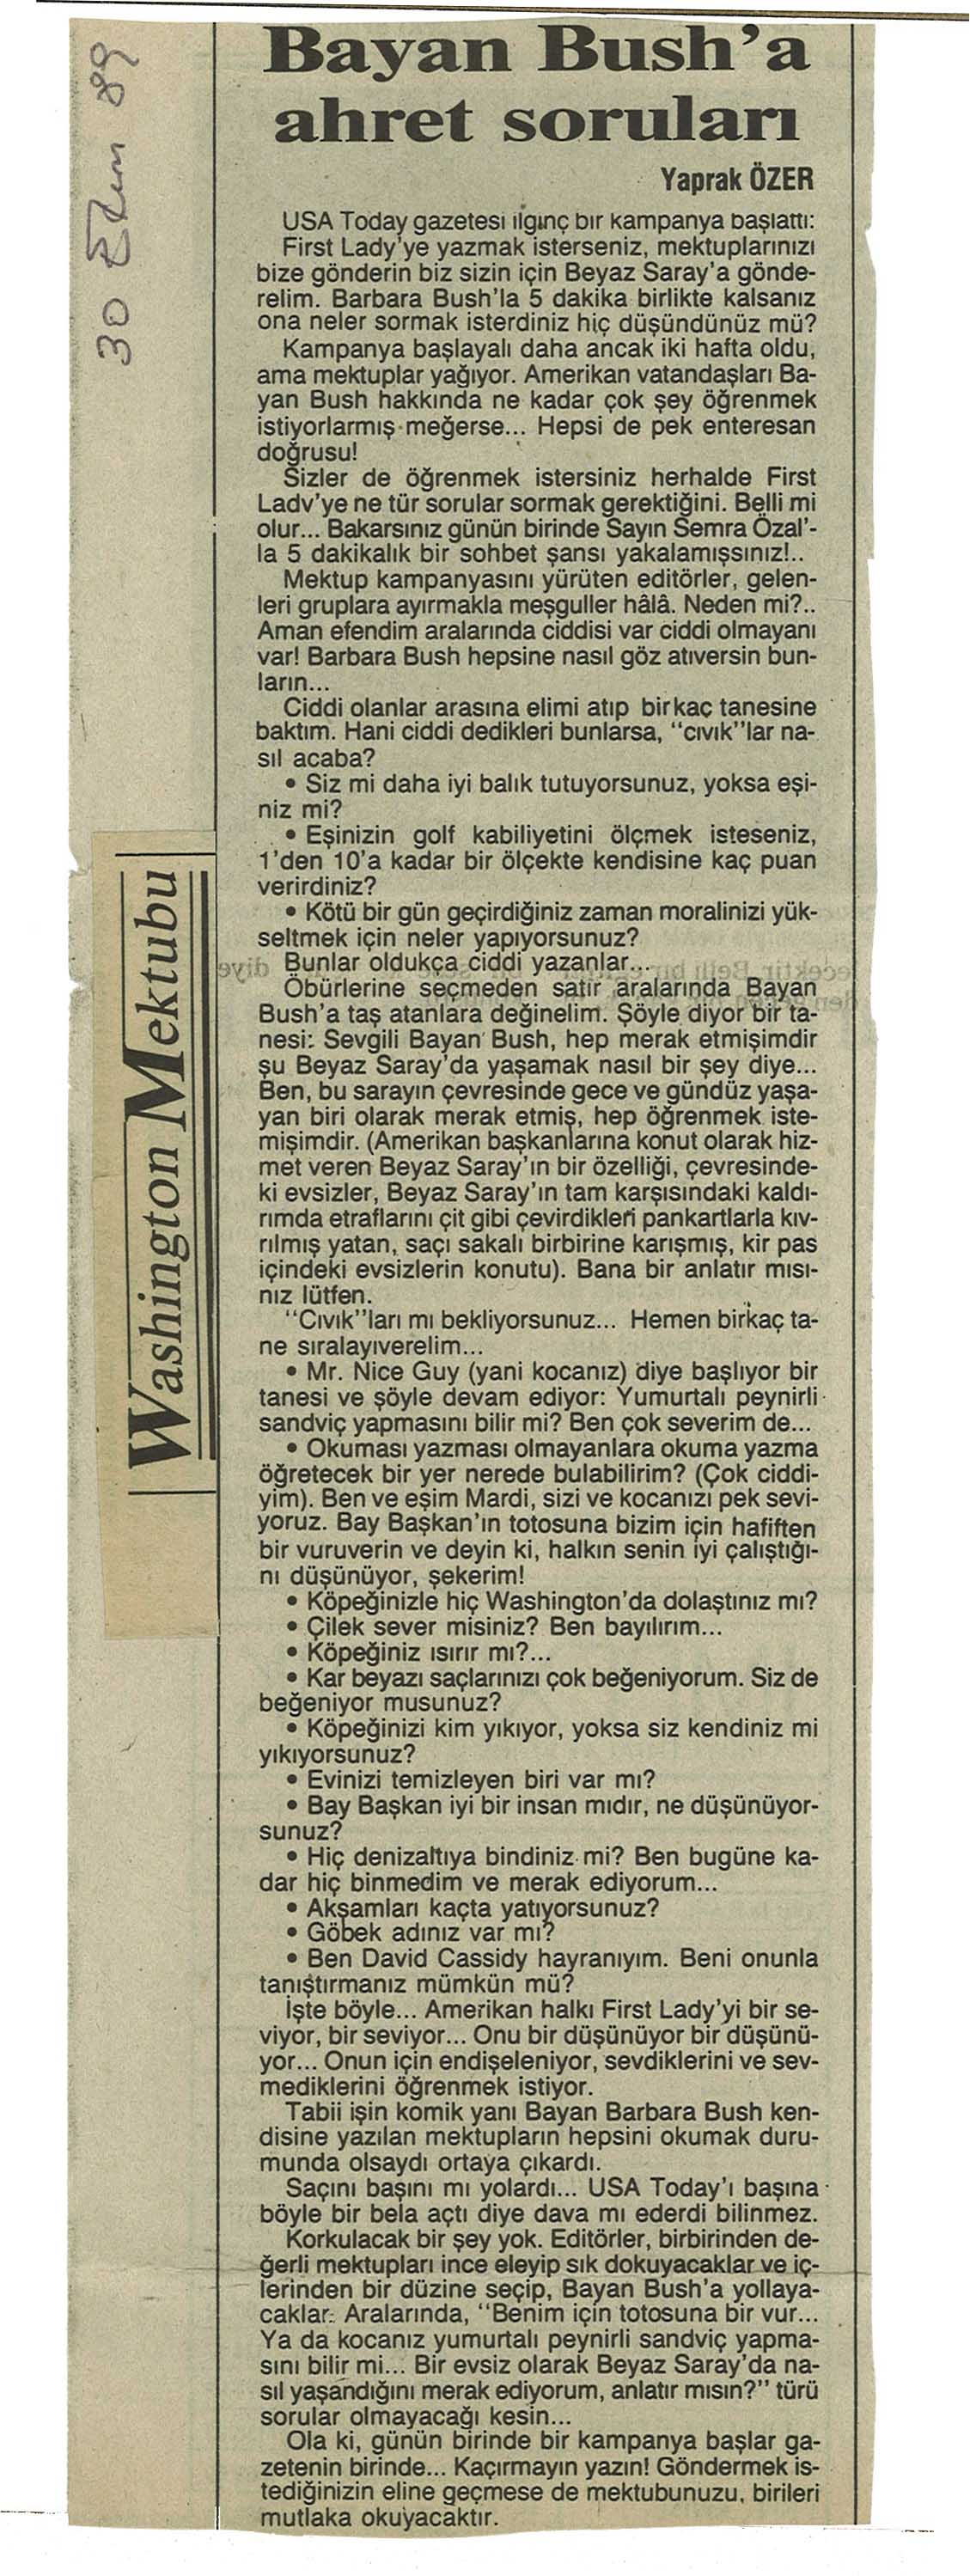 30 Ekim 89
Bayan Bush'a
ahret soruları
Yaprak ÖZER
USA Today gazetesi ilginç bir kampanya başlattı:
First Lady'ye yazmak isterseniz, mektuplarınızı
bize gönderin biz sizin için Beyaz Saray'a gönde-
relim. Barbara Bush'la 5 dakika birlikte kalsanız
ona neler sormak isterdiniz hiç düşündünüz mü?
Kampanya başlayalı daha ancak iki hafta oldu,
ama mektuplar yağıyor. Amerikan vatandaşları Ba-
yan Bush hakkında ne kadar çok şey öğrenmek
istiyorlarmış meğerse... Hepsi de pek enteresan
doğrusu!
Sizler de öğrenmek istersiniz herhalde First
Lady'ye ne tür sorular sormak gerektiğini. Belli mi
olur... Bakarsınız günün birinde Sayın Semra Özal'-
la 5 dakikalık bir sohbet şansı yakalamışsınız!..
Mektup kampanyasını yürüten editörler, gelen-
leri gruplara ayırmakla meşguller hâlâ. Neden mi?..
Aman efendim aralarında ciddisi var ciddi olmayanı
var! Barbara Bush hepsine nasıl göz atıversin bun-
ların...
Ciddi olanlar arasına elimi atıp birkaç tanesine
baktım. Hani ciddi dedikleri bunlarsa, "cıvık"lar na-
sıl acaba?
• Siz mi daha iyi balık tutuyorsunuz, yoksa eşi-
niz mi?
• Eşinizin golf kabiliyetini ölçmek isteseniz,
1'den 10'a kadar bir ölçekte kendisine kaç puan
verirdiniz?
• Kötü bir gün geçirdiğiniz zaman moralinizi yük-
seltmek için neler yapıyorsunuz?
Bunlar oldukça ciddi yazanlar...
Öbürlerine seçmeden satır aralarında Bayan
Bush'a taş atanlara değinelim. Şöyle diyor bir ta-
nesi: Sevgili Bayan Bush, hep merak etmişimdir
şu Beyaz Saray'da yaşamak nasıl bir şey diye...
Ben, bu sarayın çevresinde gece ve gündüz yaşa-
yan biri olarak merak etmiş, hep öğrenmek iste-
mişimdir. (Amerikan başkanlarına konut olarak hiz-
met veren Beyaz Saray'ın bir özelliği, çevresinde-
ki evsizler, Beyaz Saray'ın tam karşısındaki kaldı-
rımda etraflarını çit gibi çevirdikleri pankartlarla kıv-
rılmış yatan, saçı sakalı birbirine karışmış, kir pas
içindeki evsizlerin konutu). Bana bir anlatır mısı-
nız lütfen.
"Cıvık"ları mı bekliyorsunuz... Hemen birkaç ta-
ne sıralayıverelim...
• Mr. Nice Guy (yani kocanız) diye başlıyor bir
tanesi ve şöyle devam ediyor: Yumurtalı peynirli
sandviç yapmasını bilir mi? Ben çok severim de...
• Okuması yazması olmayanlara okuma yazma
öğretecek bir yer nerede bulabilirim? (Çok ciddi-
yim). Ben ve eşim Mardi, sizi ve kocanızı pek sevi-
yoruz. Bay Başkan'ın totosuna bizim için hafiften
bir vuruverin ve deyin ki, halkın senin iyi çalıştığı-
nı düşünüyor, şekerim!
• Köpeğinizle hiç Washington'da dolaştınız mı?
• Çilek sever misiniz? Ben bayılırım...
• Köpeğiniz ısırır mı?...
• Kar beyazı saçlarınızı çok beğeniyorum. Siz de
beğeniyor musunuz?
• Köpeğinizi kim yıkıyor, yoksa siz kendiniz mi
yıkıyorsunuz?
• Evinizi temizleyen biri var mı?
• Bay Başkan iyi bir insan mıdır, ne düşünüyor-
sunuz?
• Hiç denizaltıya bindiniz mi? Ben bugüne ka-
dar hiç binmedim ve merak ediyorum...
• Akşamları kaçta yatıyorsunuz?
• Göbek adınız var mı?
• Ben David Cassidy hayranıyım. Beni onunla
tanıştırmanız mümkün mü?
İşte böyle... Amerikan halkı First Lady'yi bir se-
viyor, bir seviyor... Onu bir düşünüyor bir düşünü-
yor... Onun için endişeleniyor, sevdiklerini ve sev-
mediklerini öğrenmek istiyor.
Tabii işin komik yanı Bayan Barbara Bush ken-
disine yazılan mektupların hepsini okumak duru-
munda olsaydı ortaya çıkardı.
Saçını başını mı yolardı... USA Today'ı başına
böyle bir bela açtı diye dava mı ederdi bilinmez.
Korkulacak bir şey yok. Editörler, birbirinden de-
ğerli mektupları ince eleyip sık dokuyacaklar ve iç-
lerinden bir düzine seçip, Bayan Bush'a yollaya-
caklar. Aralarında, "Benim için totosuna bir vur...
Ya da kocanız yumurtalı peynirli sandviç yapma-
sını bilir mi... Bir evsiz olarak Beyaz Saray'da na-
sıl yaşandığını merak ediyorum, anlatır mısın?" türü
sorular olmayacağı kesin...
Ola ki, günün birinde bir kampanya başlar ga-
zetenin birinde... Kaçırmayın yazın! Göndermek is-
tediğinizin eline geçmese de mektubunuzu, birileri
mutlaka okuyacaktır.
Washington Mektubu